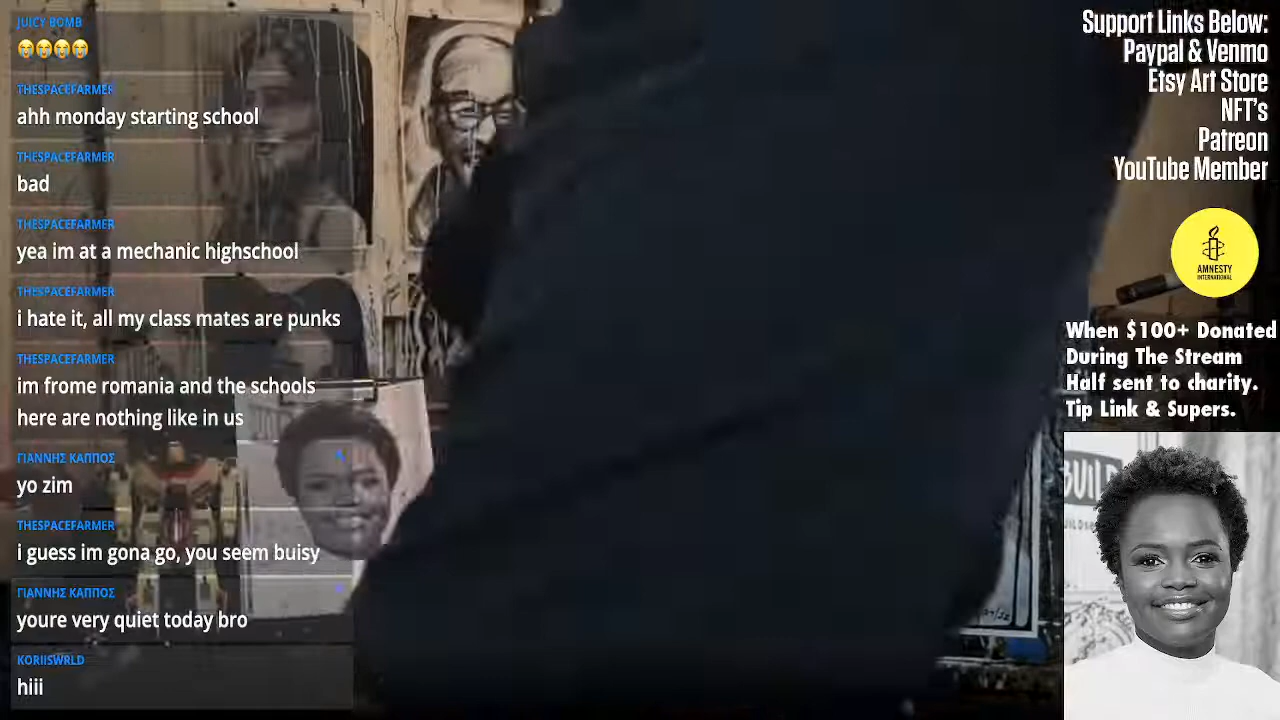 JUICY BOMB
😭😭😭😭
THESPACEFARMER
ahh monday starting school
THESPACEFARMER
bad
THESPACEFARMER
yea im at a mechanic highschool
THESPACEFARMER
i hate it, all my class mates are punks
THESPACEFARMER
im frome romania and the schools
here are nothing like in us
ΓΙΑΝΝΗΣ ΚΑΠΠΟΣ
yo zim
THESPACEFARMER
i guess im gona go, you seem buisy
ΓΙΑΝΝΗΣ ΚΑΠΠΟΣ
youre very quiet today bro
KORIISWRLD
hiii
Support Links Below:
Paypal & Venmo
Etsy Art Store
NFT's
Patreon
YouTube Member
AMNESTY
INTERNATIONAL
When $100+ Donated
During The Stream
Half sent to charity.
Tip Link & Supers.
BUILD